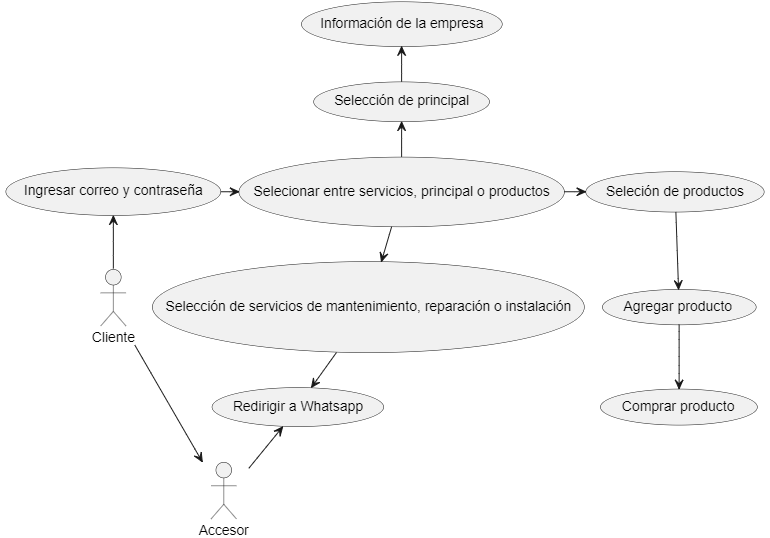 Información de la empresa
Selección de principal
Ingresar correo y contraseña
Selecionar entre servicios, principal o productos
Seleción de productos
Selección de servicios de mantenimiento, reparación o instalación
Agregar producto
Cliente
Redirigir a Whatsapp
Comprar producto
Accesor